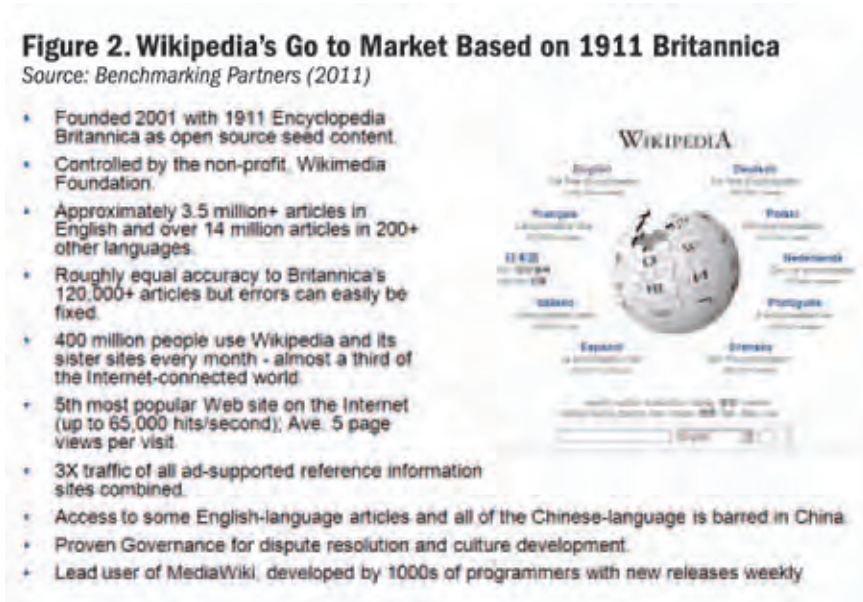 Figure 2. Wikipedia's Go to Market Based on 1911 Britannica
Source: Benchmarking Partners (2011)
• Founded 2001 with 1911 Encyclopedia
Britannica as open source seed content.
• Controlled by the non-profit, Wikimedia
Foundation.
• Approximately 3.5 million+ articles in
English and over 14 million articles in 200+
other languages.
• Roughly equal accuracy to Britannica's
120,000+ articles but errors can easily be
fixed.
• 400 million people use Wikipedia and its
sister sites every month - almost a third of
the Internet-connected world.
• 5th most popular Web site on the Internet
(up to 65,000 hits/second); Ave. 5 page
views per visit
• 3X traffic of all ad-supported reference information
sites combined.
• Access to some English-language articles and all of the Chinese-language is barred in China.
• Proven Governance for dispute resolution and culture development.
• Lead user of MediaWiki, developed by 1000s of programmers with new releases weekly
WIKIPEDIA
English
Deutsch
Français
Polski
日本語
Nederlands
Italiano
Português
Español